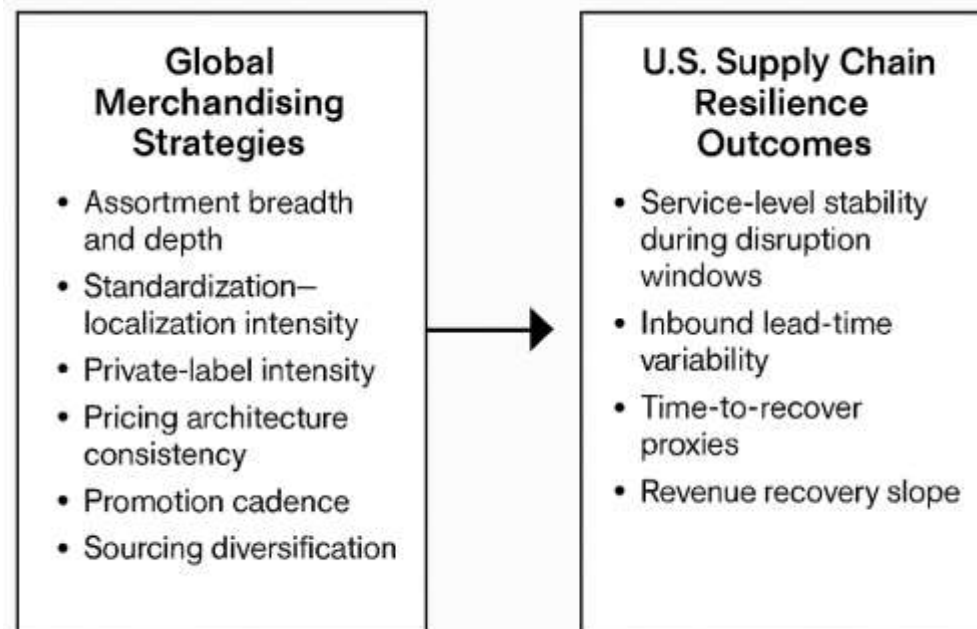 Global
Merchandising
Strategies
• Assortment breadth
and depth
• Standardization–
localization intensity
• Private-label intensity
• Pricing architecture
consistency
• Promotion cadence
• Sourcing diversification
U.S. Supply Chain
Resilience
Outcomes
• Service-level stability
during disruption
windows
• Inbound lead-time
variability
• Time-to-recover
proxies
• Revenue recovery slope